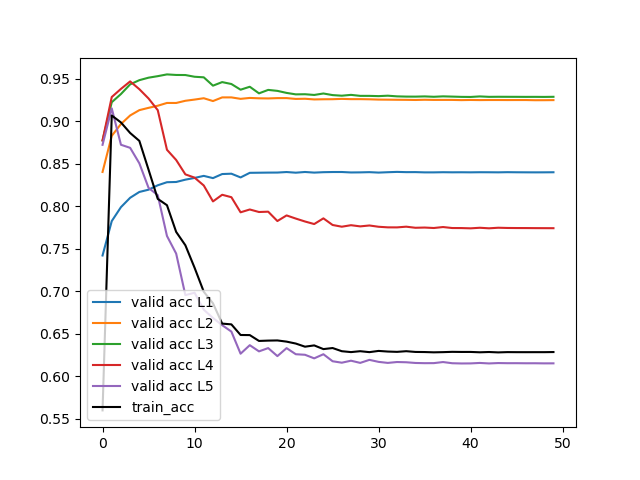 0.95
0.90
0.85
0.80
0.75
0.70
0.65
0.60
0.55
valid acc L1
valid acc L2
valid acc L3
valid acc L4
valid acc L5
train_acc
0 10 20 30 40 50